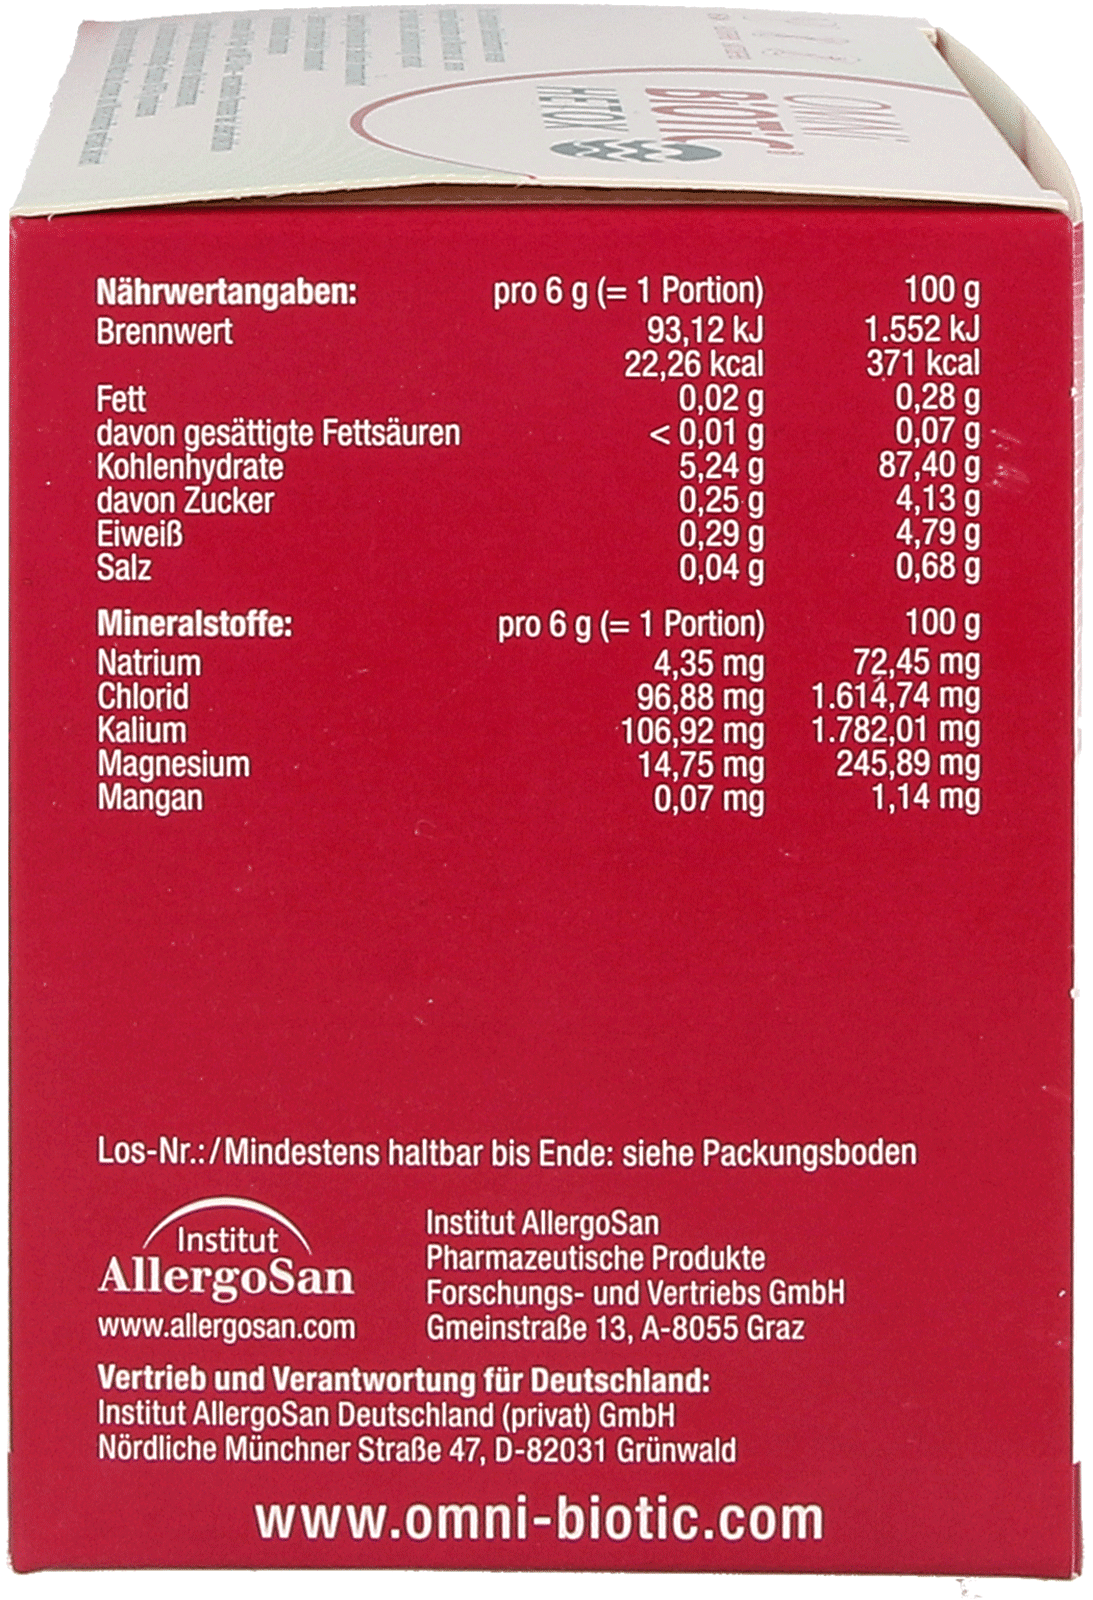 OMNi
BiOTiC®
HETOX
Nährwertangaben: pro 6 g (= 1 Portion) 100 g
Brennwert 93,12 kJ 1.552 kJ
22,26 kcal 371 kcal
Fett 0,02 g 0,28 g
davon gesättigte Fettsäuren < 0,01 g 0,07 g
Kohlenhydrate 5,24 g 87,40 g
davon Zucker 0,25 g 4,13 g
Eiweiß 0,29 g 4,79 g
Salz 0,04 g 0,68 g
Mineralstoffe: pro 6 g (= 1 Portion) 100 g
Natrium 4,35 mg 72,45 mg
Chlorid 96,88 mg 1.614,74 mg
Kalium 106,92 mg 1.782,01 mg
Magnesium 14,75 mg 245,89 mg
Mangan 0,07 mg 1,14 mg
Los-Nr.:/Mindestens haltbar bis Ende: siehe Packungsboden
Institut
AllergoSan
www.allergosan.com
Institut AllergoSan
Pharmazeutische Produkte
Forschungs- und Vertriebs GmbH
Gmeinstraße 13, A-8055 Graz
Vertrieb und Verantwortung für Deutschland:
Institut AllergoSan Deutschland (privat) GmbH
Nördliche Münchner Straße 47, D-82031 Grünwald
www.omni-biotic.com